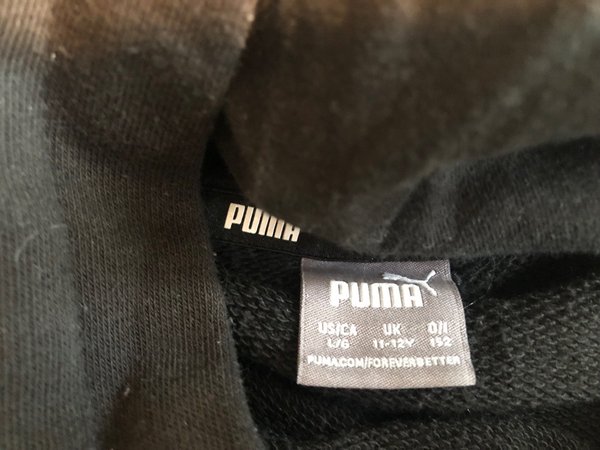 PUMA
PUMA
US/CA UK D/I
L/G 11-12Y 152
PUMA.COM/FOREVERBETTER